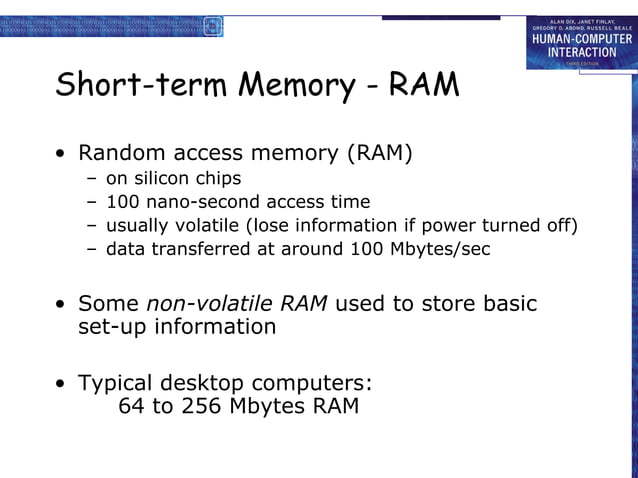 ALAN DIX, JANET FINLAY,
GREGORY D. ABOWD, RUSSELL BEALE
HUMAN-COMPUTER
INTERACTION
THIRD EDITION
Short-term Memory - RAM
• Random access memory (RAM)
– on silicon chips
– 100 nano-second access time
– usually volatile (lose information if power turned off)
– data transferred at around 100 Mbytes/sec
• Some non-volatile RAM used to store basic
set-up information
• Typical desktop computers:
64 to 256 Mbytes RAM